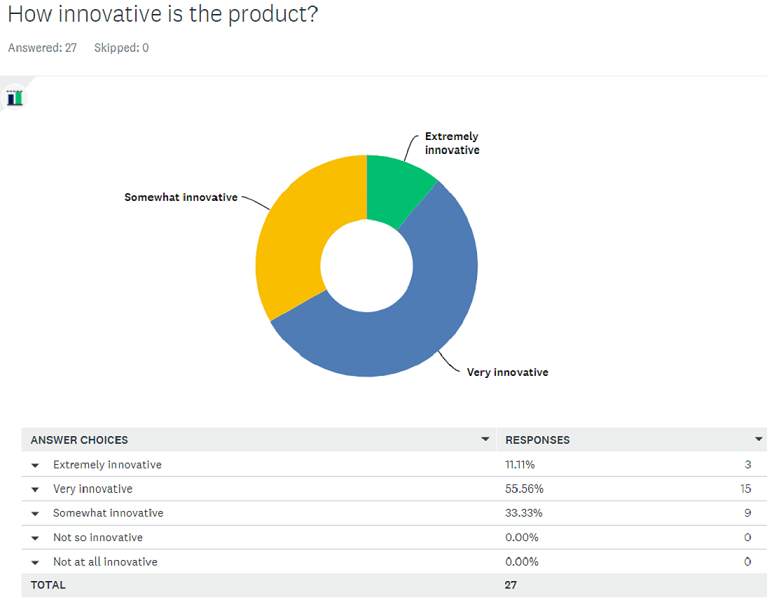 How innovative is the product?
Answered: 27 Skipped: 0
Extremely
innovative
Somewhat innovative
Very innovative
ANSWER CHOICES RESPONSES
Extremely innovative 11.11% 3
Very innovative 55.56% 15
Somewhat innovative 33.33% 9
Not so innovative 0.00% 0
Not at all innovative 0.00% 0
TOTAL 27